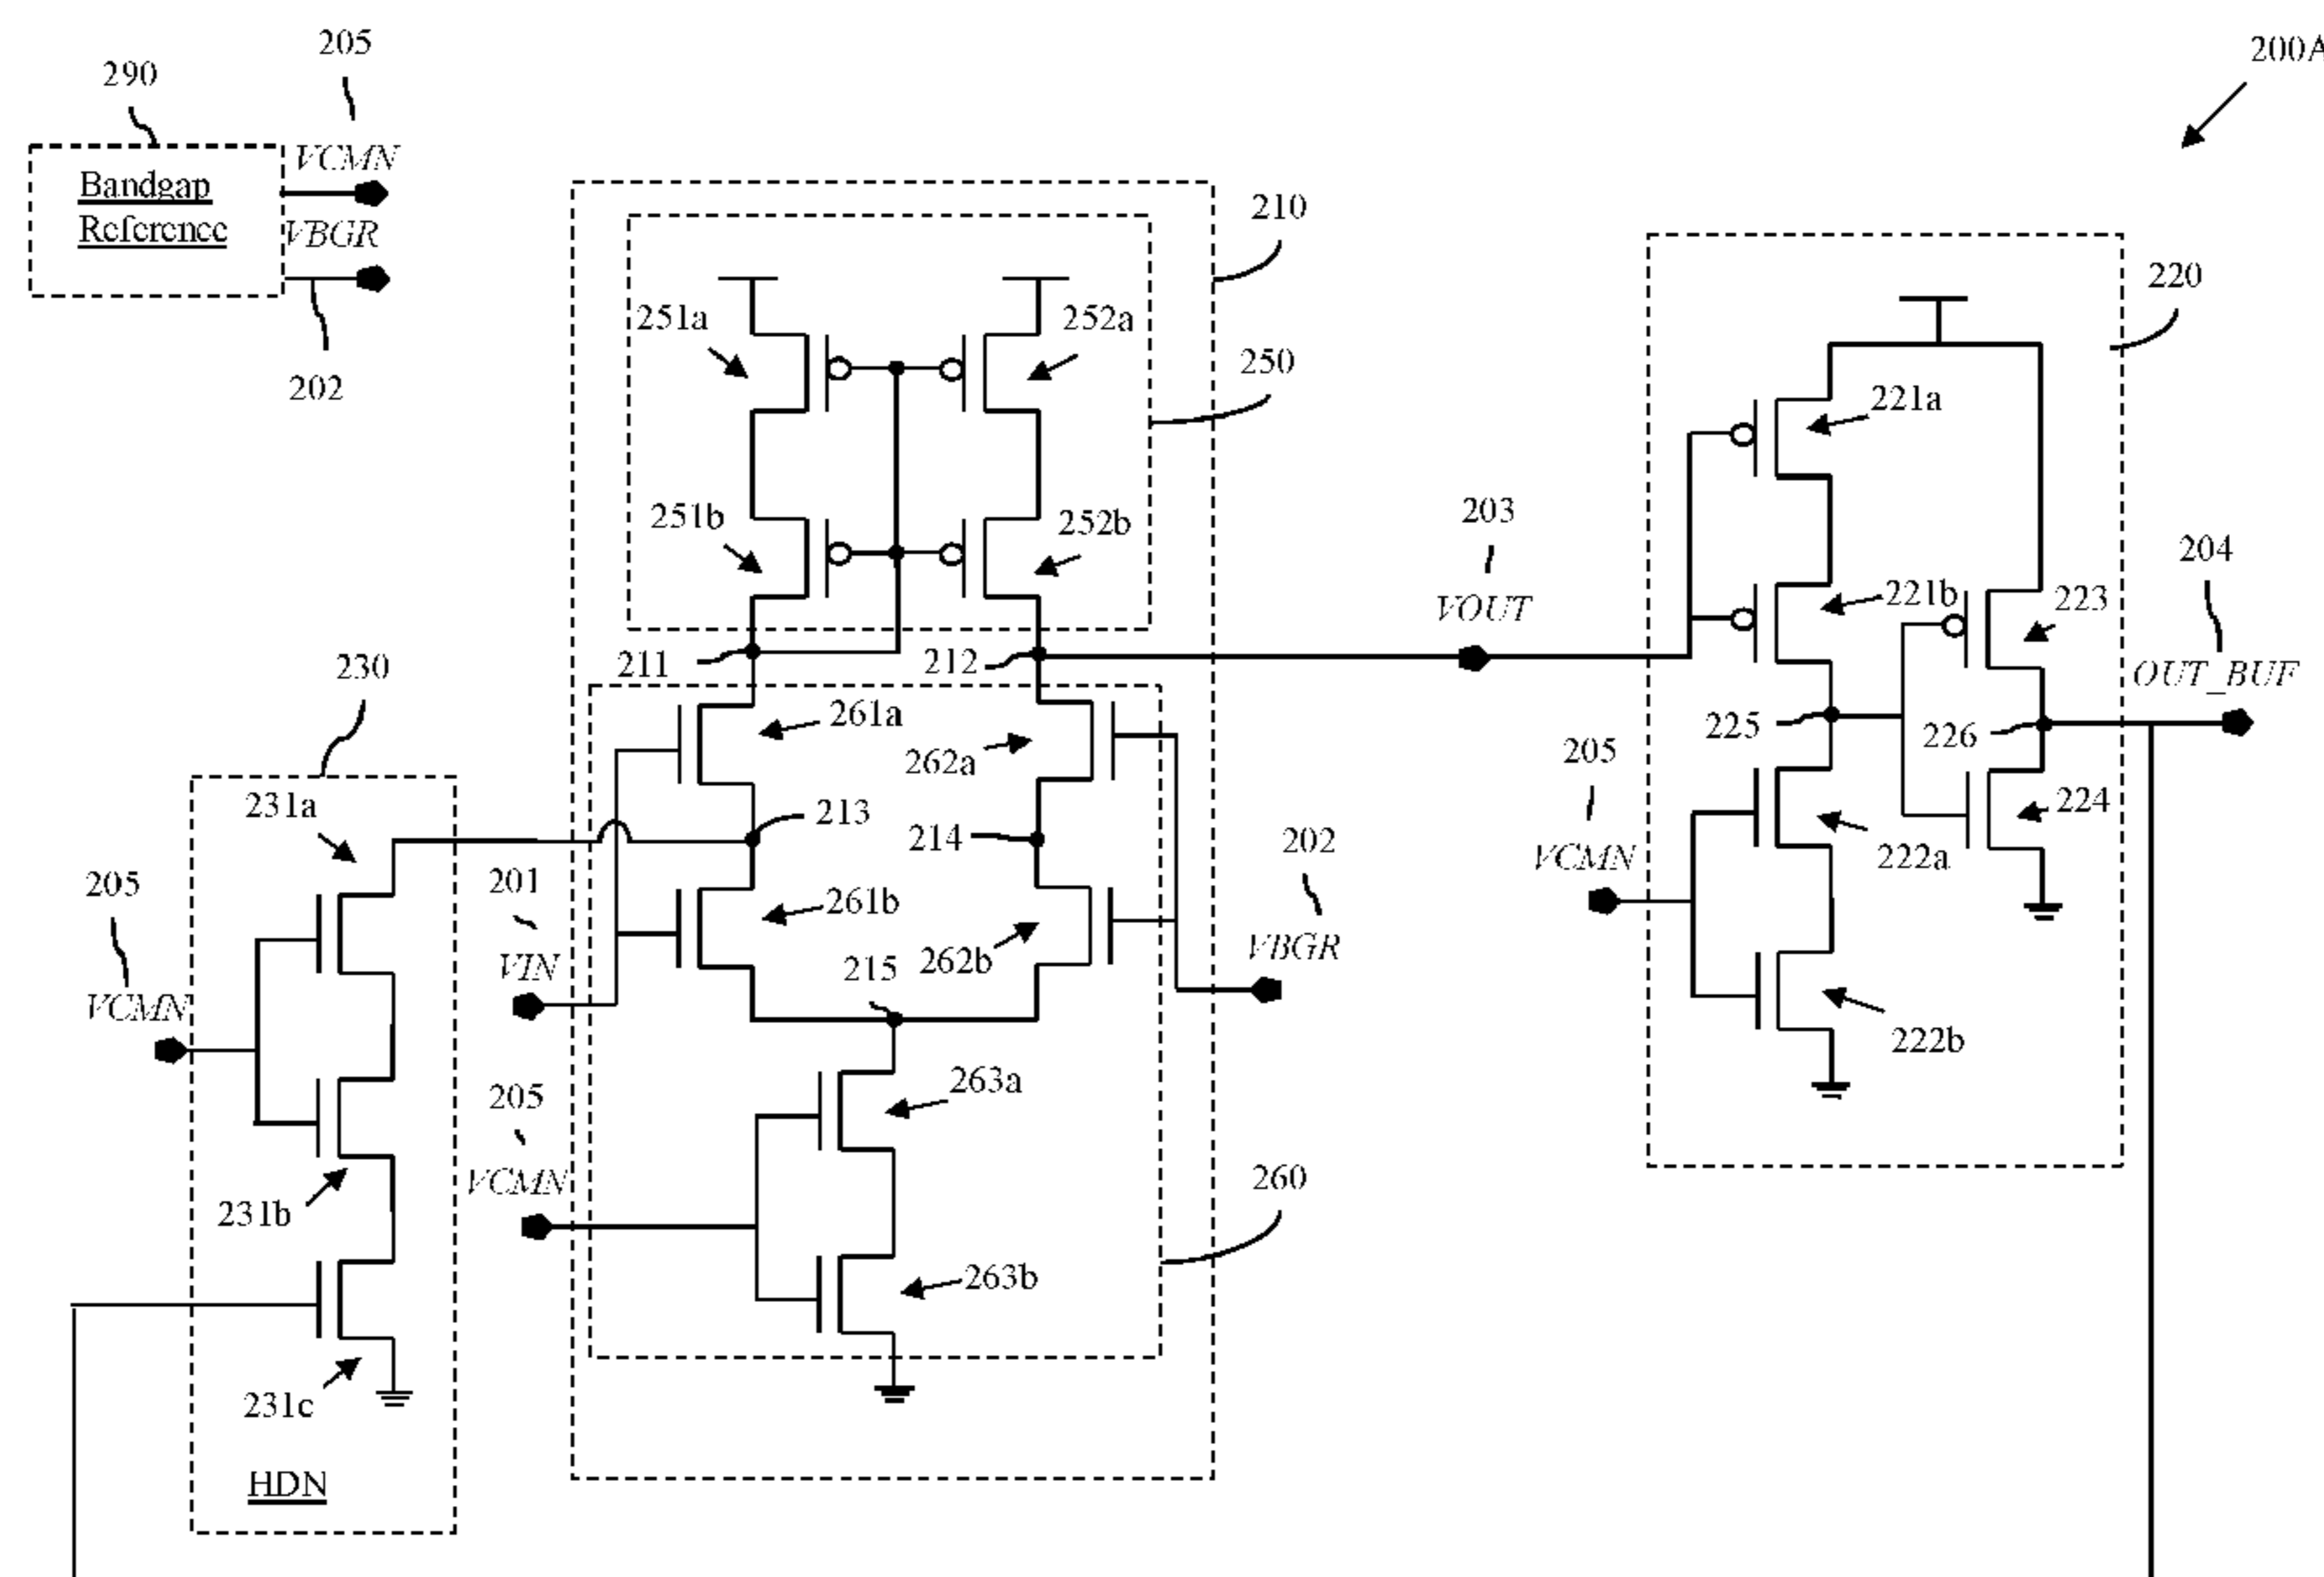 205
200A
290
VCMN
Bandgap
Reference
VBGR
202
210
220
251a
252a
250
221a
251b
252b
203
VOUT
204
221b
223
OUT_BUF
211
212
230
261a
262a
225
226
205
VCMN
224
222a
231a
213
214
202
VBGR
205
VCMN
201
VIN
261b
262b
215
222b
263a
205
VCMN
260
231b
263b
231c
HDN